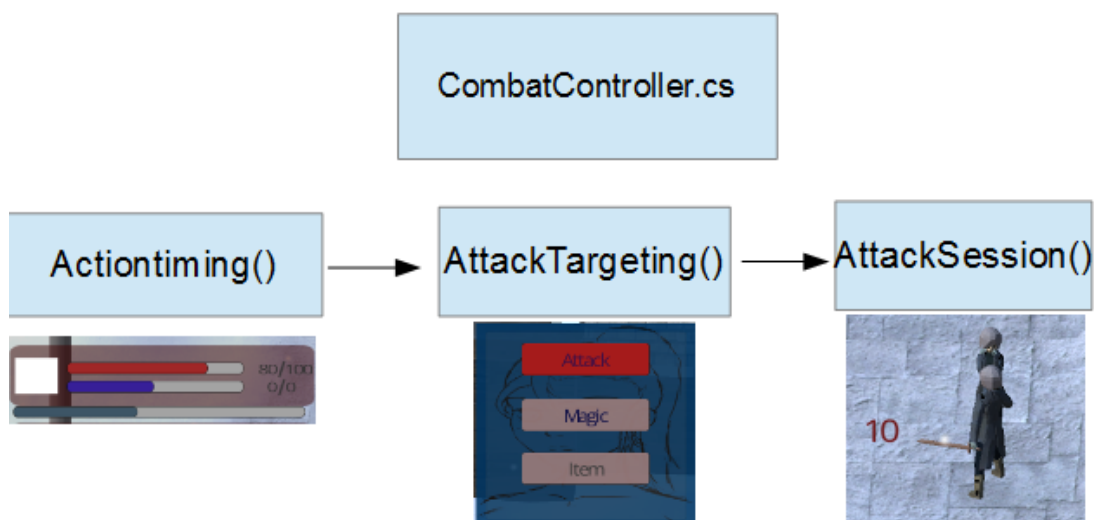 CombatController.cs
Actiontiming()
AttackTargeting()
AttackSession()
80/100
0/0
Attack
Magic
Item
10